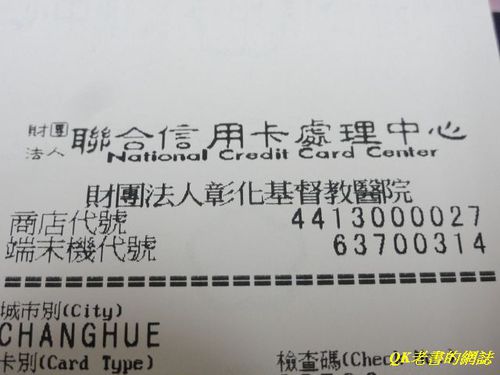 財團法人 聯合信用卡處理中心
National Credit Card Center
財團法人彰化基督教醫院
商店代號 4413000027
端末機代號 63700314
城市別(City)
CHANGHUE
卡別(Card Type) 檢查碼(Chec
QK老書的網誌